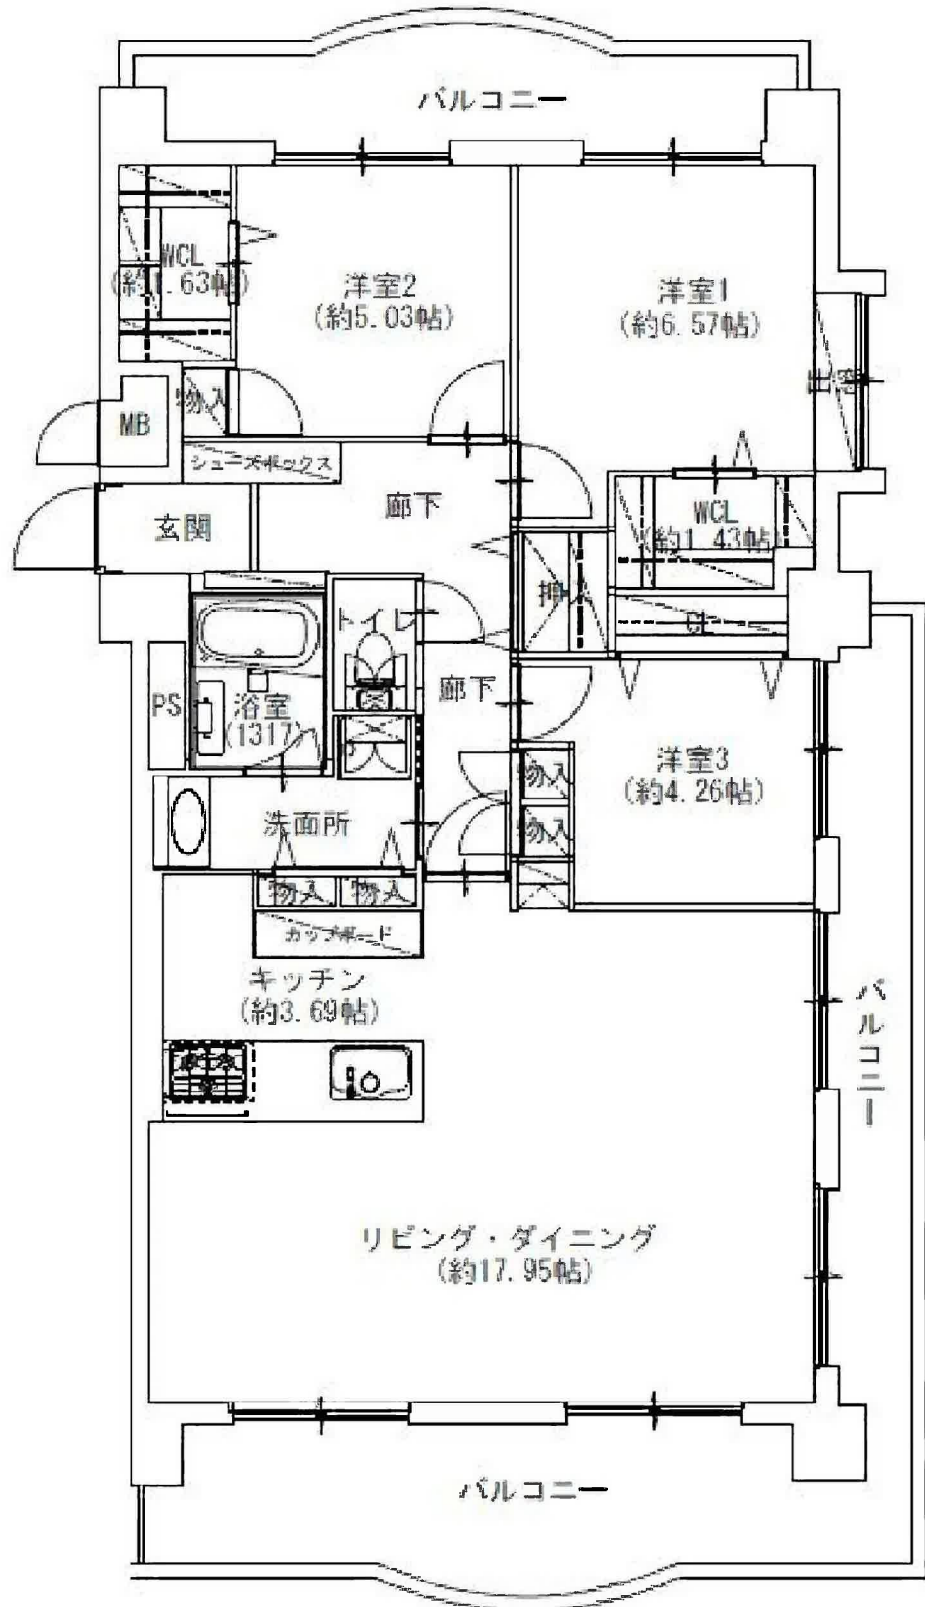 バルコニー
WCL
(約1.63帖)
洋室2
(約5.03帖)
洋室1
(約6.57帖)
出窓
物入
MB
シューズボックス
玄関
廊下
WCL
(約1.43帖)
押入
CL
トイレ
廊下
PS
浴室
(1317)
洋室3
(約4.26帖)
物入
物入
洗面所
物入
物入
カップボード
キッチン
(約3.69帖)
バルコニー
リビング・ダイニング
(約17.95帖)
バルコニー